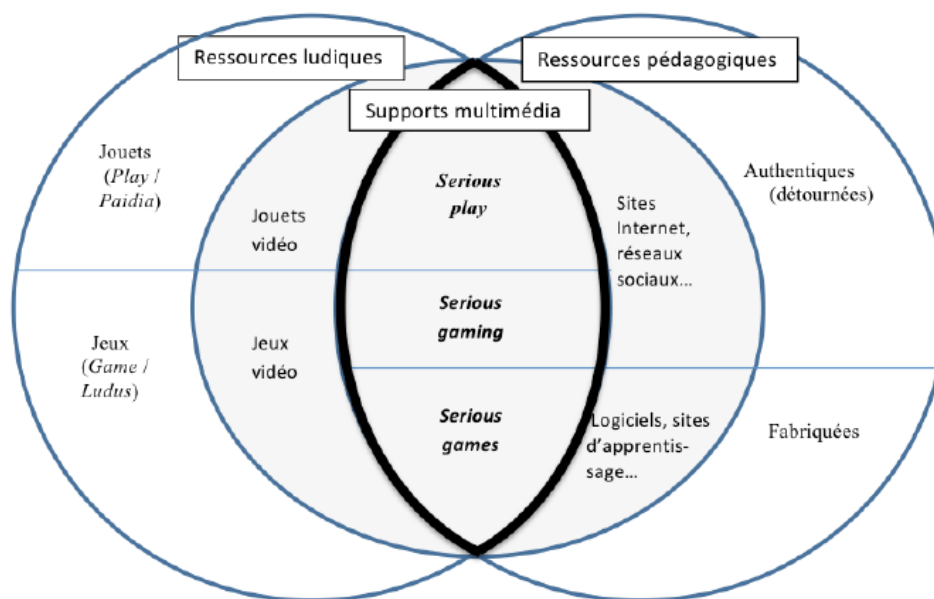 Ressources ludiques
Ressources pédagogiques
Supports multimédia
Jouets
(Play /
Paidia)
Jouets
vidéo
Serious
play
Sites
Internet,
réseaux
sociaux…
Authentiques
(détournées)
Jeux
(Game /
Ludus)
Jeux
vidéo
Serious
gaming
Serious
games
Logiciels, sites
d'apprentis-
sage…
Fabriquées